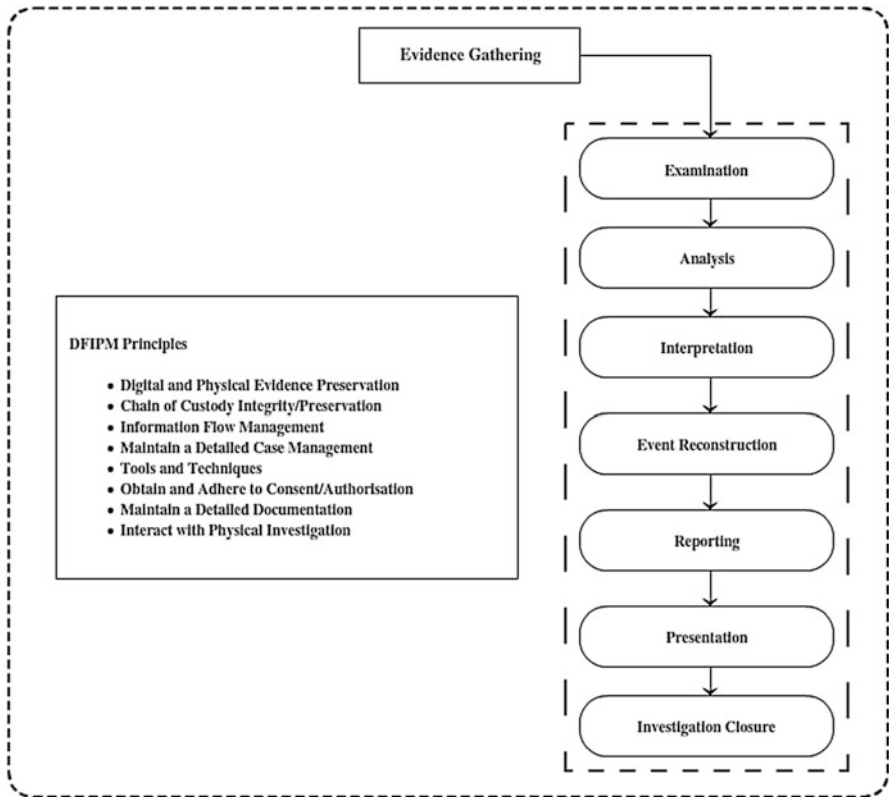 Evidence Gathering
Examination
Analysis
Interpretation
Event Reconstruction
Reporting
Presentation
Investigation Closure
DFIPM Principles
• Digital and Physical Evidence Preservation
• Chain of Custody Integrity/Preservation
• Information Flow Management
• Maintain a Detailed Case Management
• Tools and Techniques
• Obtain and Adhere to Consent/Authorisation
• Maintain a Detailed Documentation
• Interact with Physical Investigation